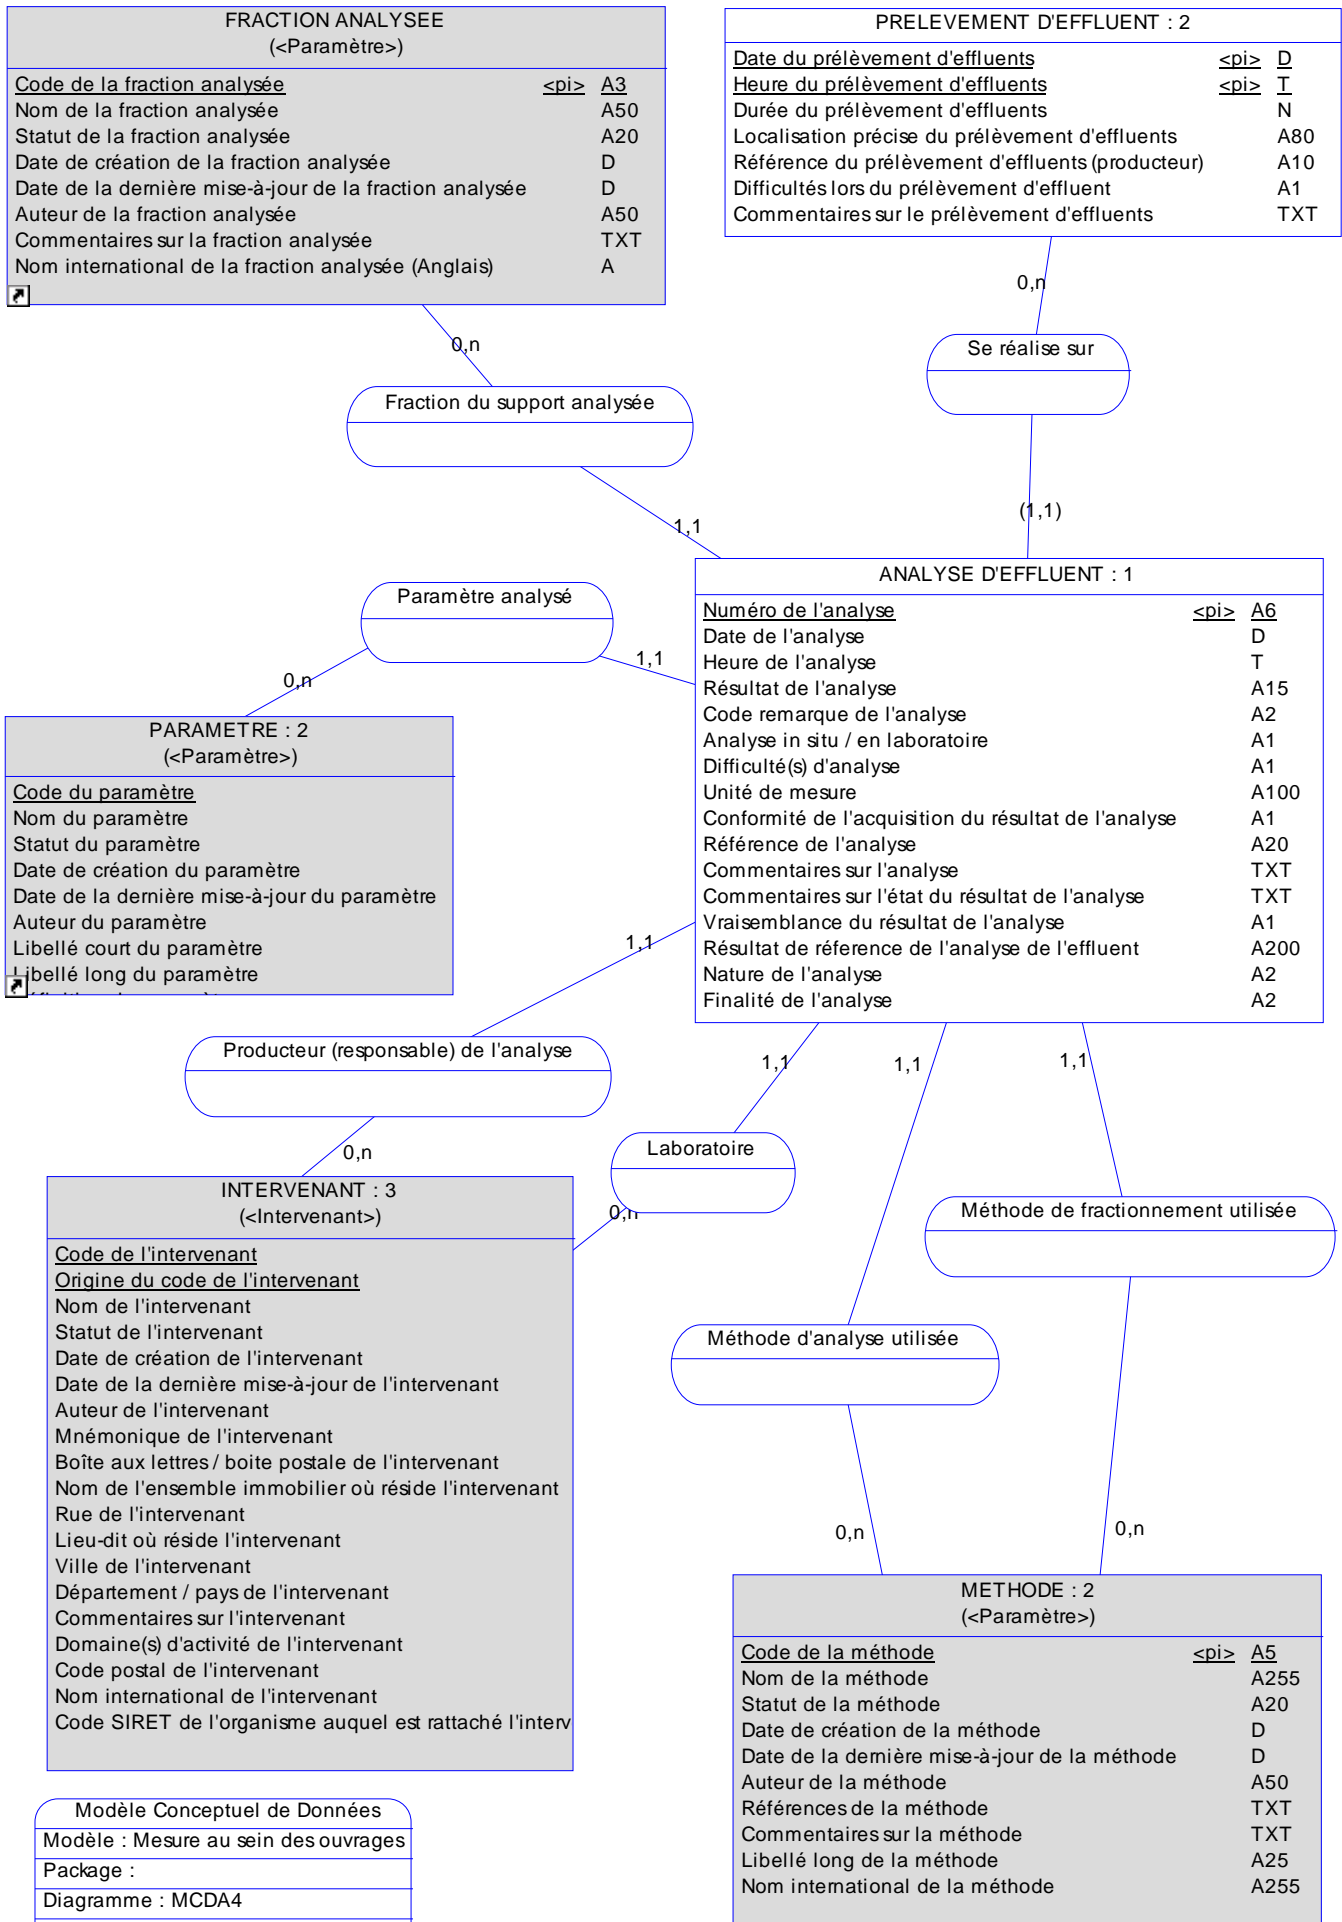 FRACTION ANALYSEE
(<Paramètre>)
Code de la fraction analysée <pi> A3
Nom de la fraction analysée A50
Statut de la fraction analysée A20
Date de création de la fraction analysée D
Date de la dernière mise-à-jour de la fraction analysée D
Auteur de la fraction analysée A50
Commentaires sur la fraction analysée TXT
Nom international de la fraction analysée (Anglais) A
PRELEVEMENT D'EFFLUENT : 2
Date du prélèvement d'effluents <pi> D
Heure du prélèvement d'effluents <pi> T
Durée du prélèvement d'effluents N
Localisation précise du prélèvement d'effluents A80
Référence du prélèvement d'effluents (producteur) A10
Difficultés lors du prélèvement d'effluent A1
Commentaires sur le prélèvement d'effluents TXT
0,n
0,n
Se réalise sur
Fraction du support analysée
(1,1)
1,1
ANALYSE D'EFFLUENT : 1
Numéro de l'analyse <pi> A6
Date de l'analyse D
Heure de l'analyse T
Résultat de l'analyse A15
Code remarque de l'analyse A2
Analyse in situ / en laboratoire A1
Difficulté(s) d'analyse A1
Unité de mesure A100
Conformité de l'acquisition du résultat de l'analyse A1
Référence de l'analyse A20
Commentaires sur l'analyse TXT
Commentaires sur l'état du résultat de l'analyse TXT
Vraisemblance du résultat de l'analyse A1
Résultat de réference de l'analyse de l'effluent A200
Nature de l'analyse A2
Finalité de l'analyse A2
Paramètre analysé
1,1
0,n
PARAMETRE : 2
(<Paramètre>)
Code du paramètre
Nom du paramètre
Statut du paramètre
Date de création du paramètre
Date de la dernière mise-à-jour du paramètre
Auteur du paramètre
Libellé court du paramètre
Libellé long du paramètre
1,1
Producteur (responsable) de l'analyse
0,n
1,1
1,1
1,1
Laboratoire
0,n
Méthode de fractionnement utilisée
Méthode d'analyse utilisée
0,n
0,n
INTERVENANT : 3
(<Intervenant>)
Code de l'intervenant
Origine du code de l'intervenant
Nom de l'intervenant
Statut de l'intervenant
Date de création de l'intervenant
Date de la dernière mise-à-jour de l'intervenant
Auteur de l'intervenant
Mnémonique de l'intervenant
Boîte aux lettres / boite postale de l'intervenant
Nom de l'ensemble immobilier où réside l'intervenant
Rue de l'intervenant
Lieu-dit où réside l'intervenant
Ville de l'intervenant
Département / pays de l'intervenant
Commentaires sur l'intervenant
Domaine(s) d'activité de l'intervenant
Code postal de l'intervenant
Nom international de l'intervenant
Code SIRET de l'organisme auquel est rattaché l'interv
METHODE : 2
(<Paramètre>)
Code de la méthode <pi> A5
Nom de la méthode A255
Statut de la méthode A20
Date de création de la méthode D
Date de la dernière mise-à-jour de la méthode D
Auteur de la méthode A50
Références de la méthode TXT
Commentaires sur la méthode TXT
Libellé long de la méthode A25
Nom international de la méthode A255
Modèle Conceptuel de Données
Modèle : Mesure au sein des ouvrages
Package :
Diagramme : MCDA4